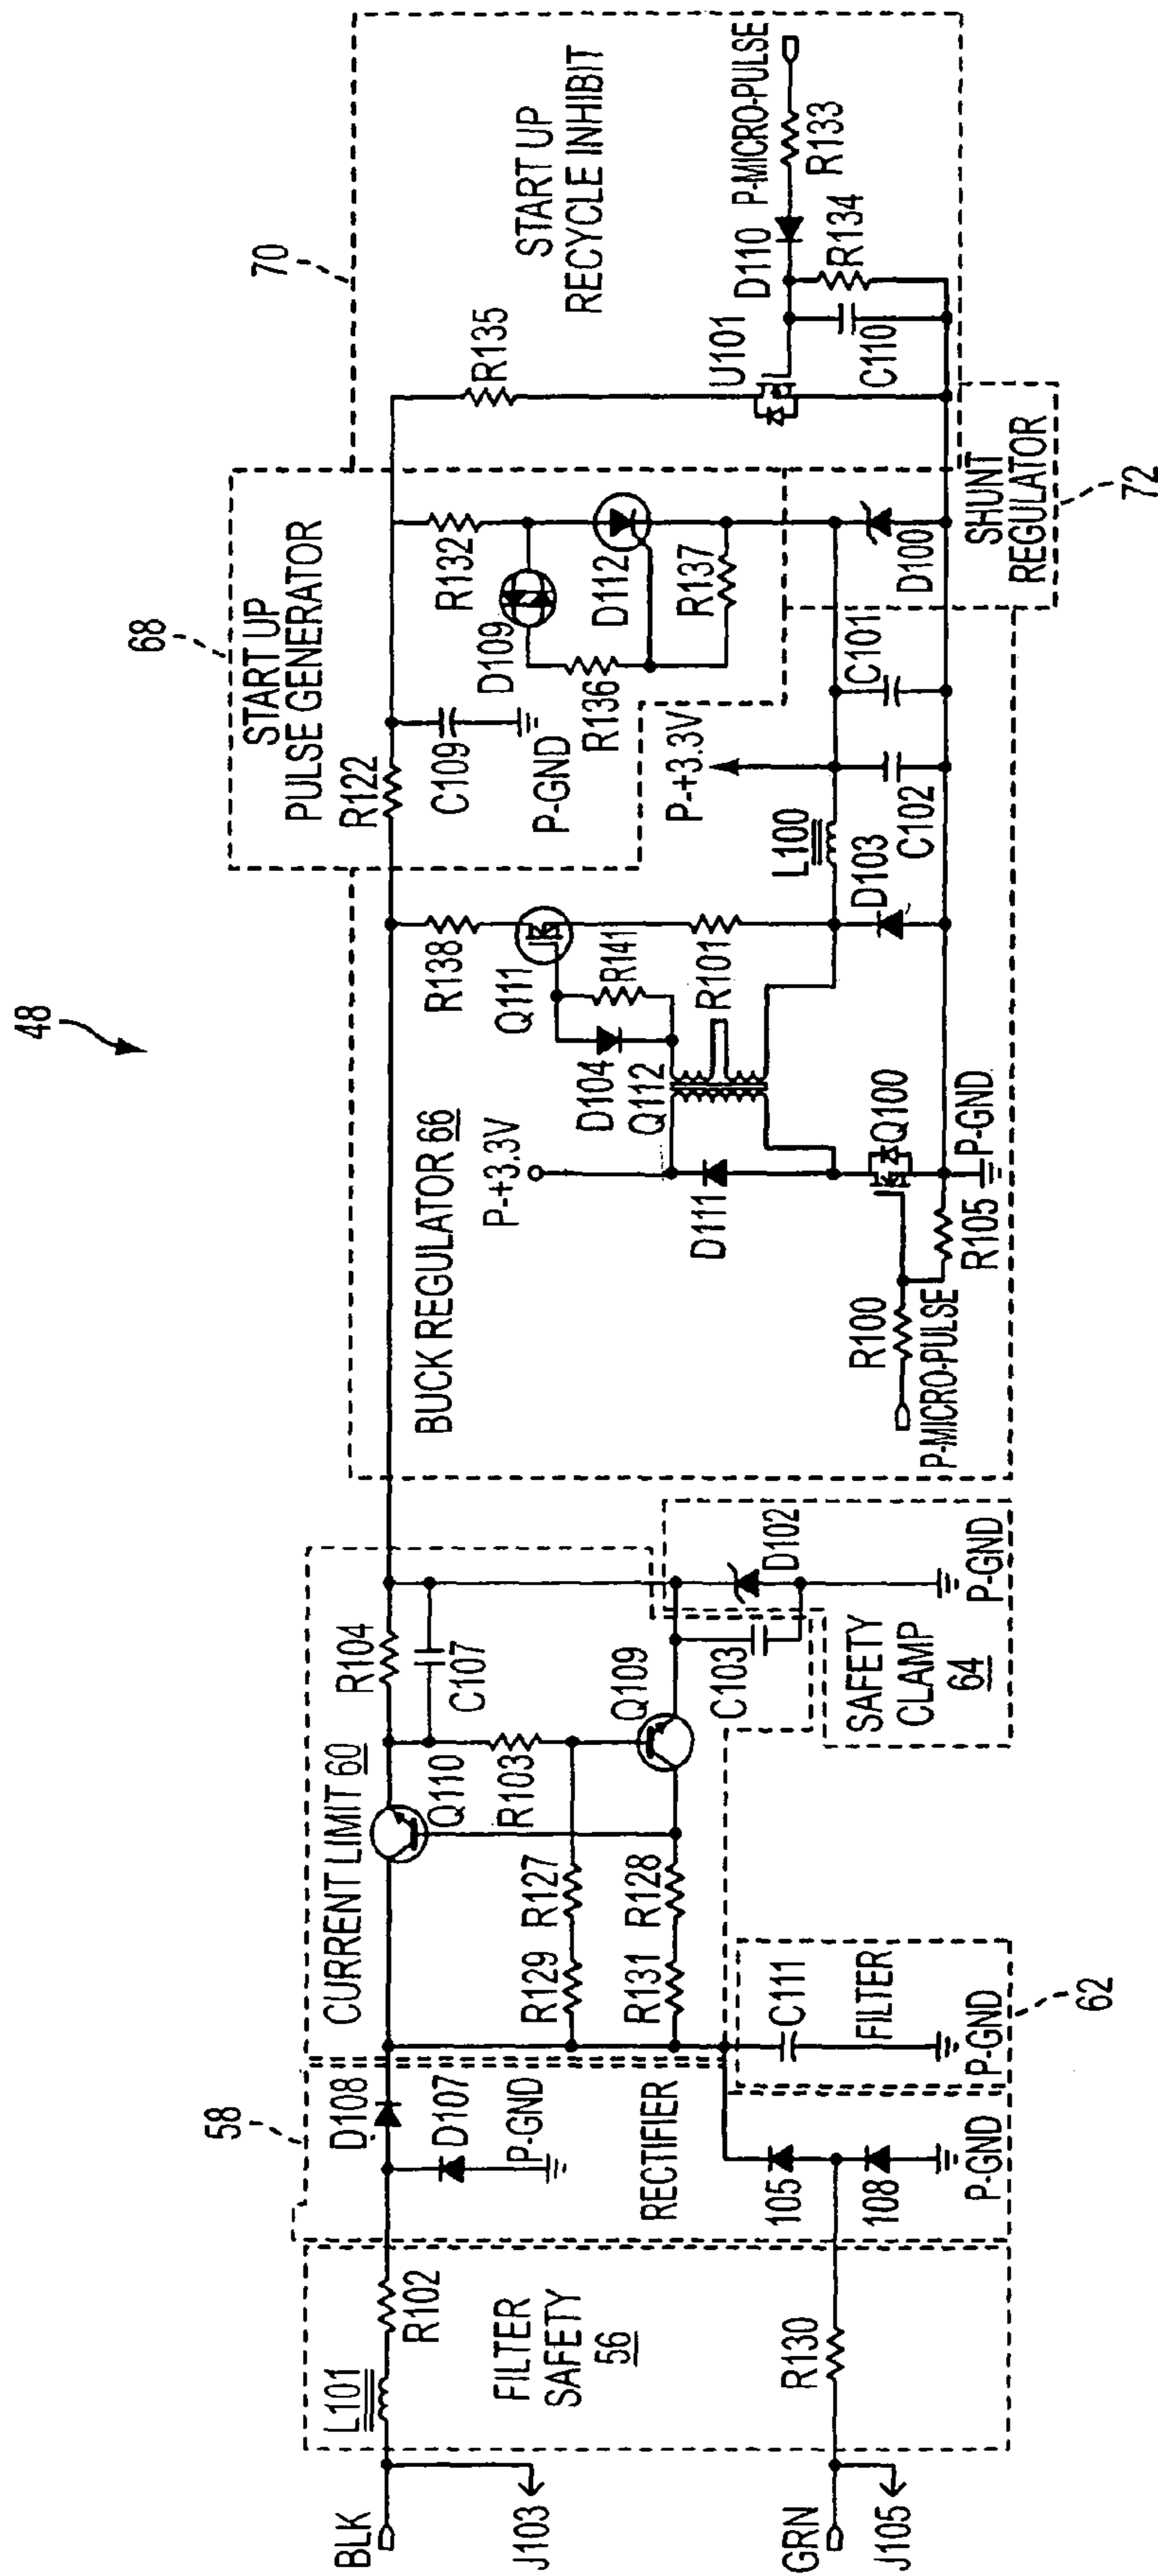 48
BLK
J103
GRN
J105
L101
R102
FILTER
SAFETY
56
R130
58
D108
D107
P-GND
RECTIFIER
105
108
P-GND
CURRENT LIMIT 60
Q110
R104
C107
R103
R129
R127
R131
R128
Q109
C111
FILTER
P-GND
62
C103
D102
SAFETY
CLAMP
64
P-GND
BUCK REGULATOR 66
P-+3.3V
D111
R100
P-MICRO-PULSE
R105
Q100
P-GND
R138
Q111
D104
R141
Q112
R101
L100
D103
P-+3.3V
C102
C101
68
START UP
PULSE GENERATOR
R122
C109
P-GND
R132
D109
R136
D112
R137
D100
SHUNT
REGULATOR
72
70
START UP
RECYCLE INHIBIT
R135
U101
D110
P-MICRO-PULSE
R133
R134
C110